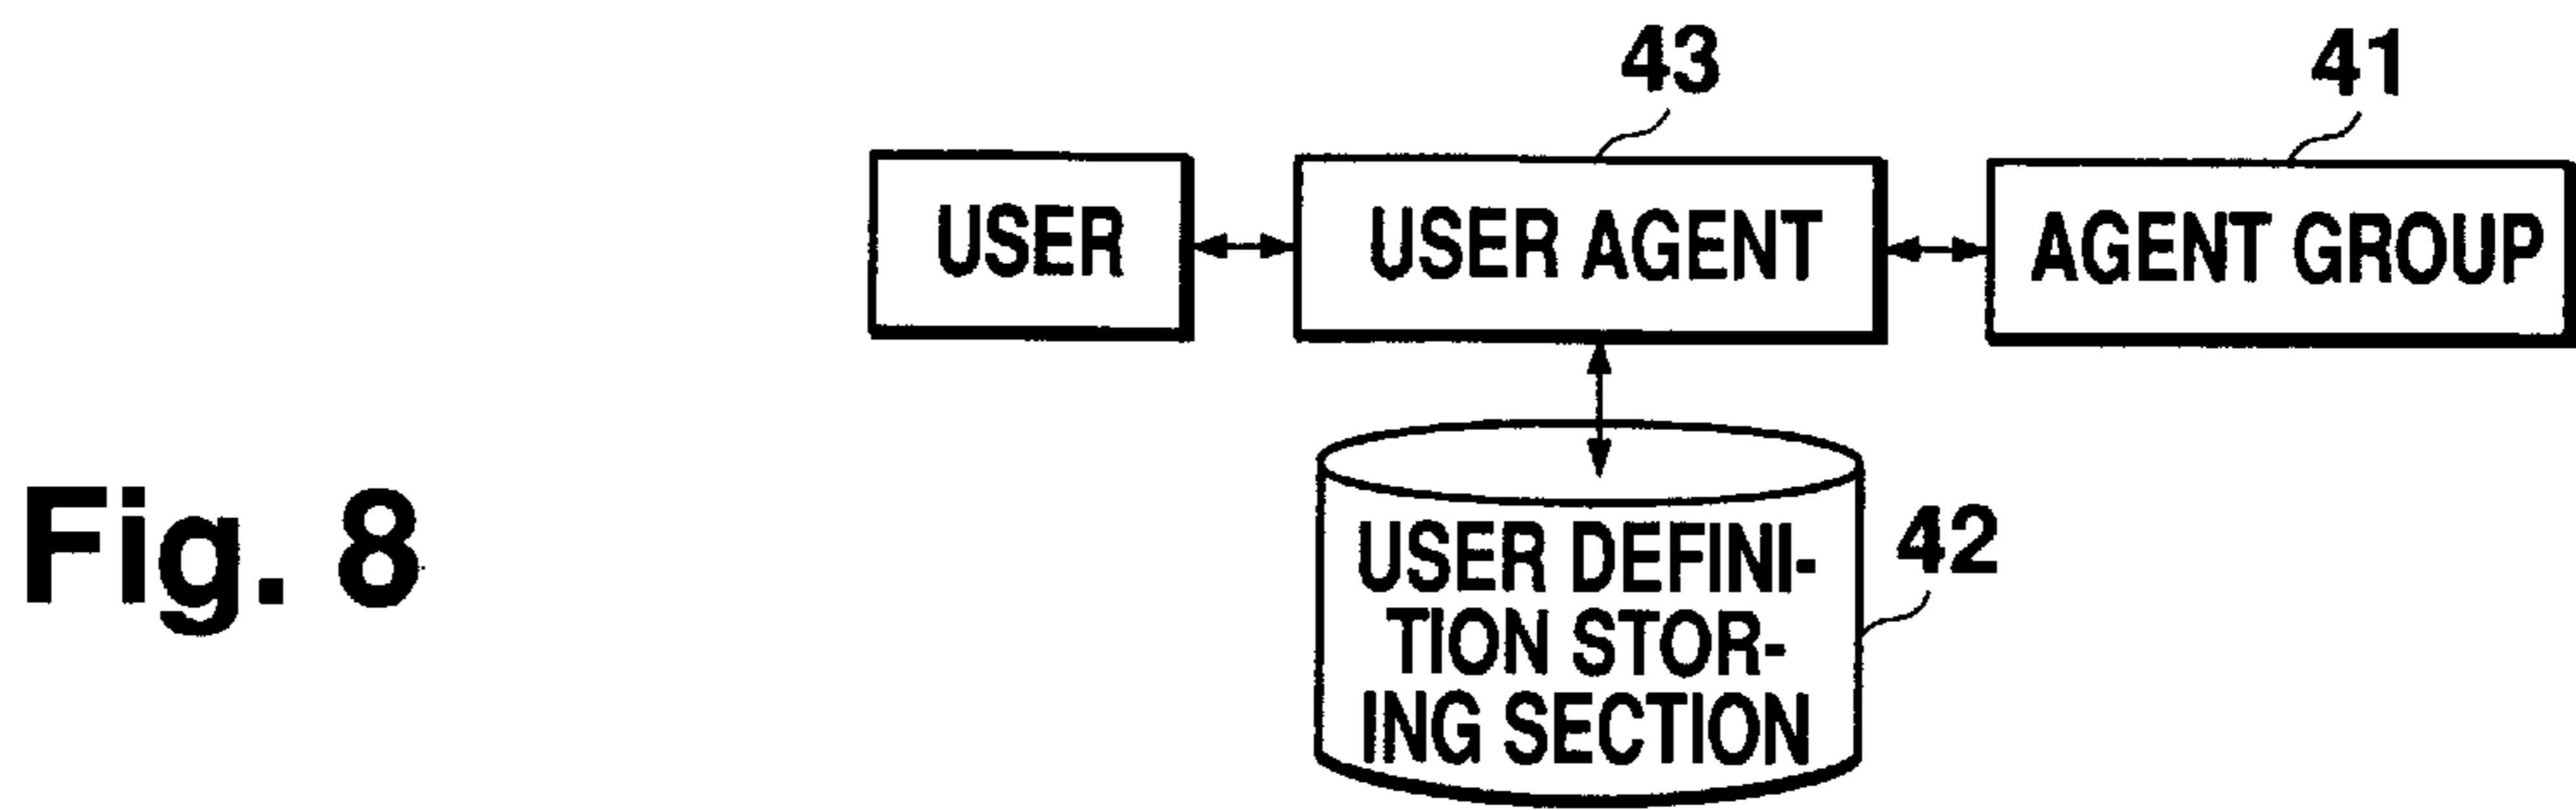 43
41
USER
USER AGENT
AGENT GROUP
USER DEFINI-
TION STOR-
ING SECTION
42
Fig. 8